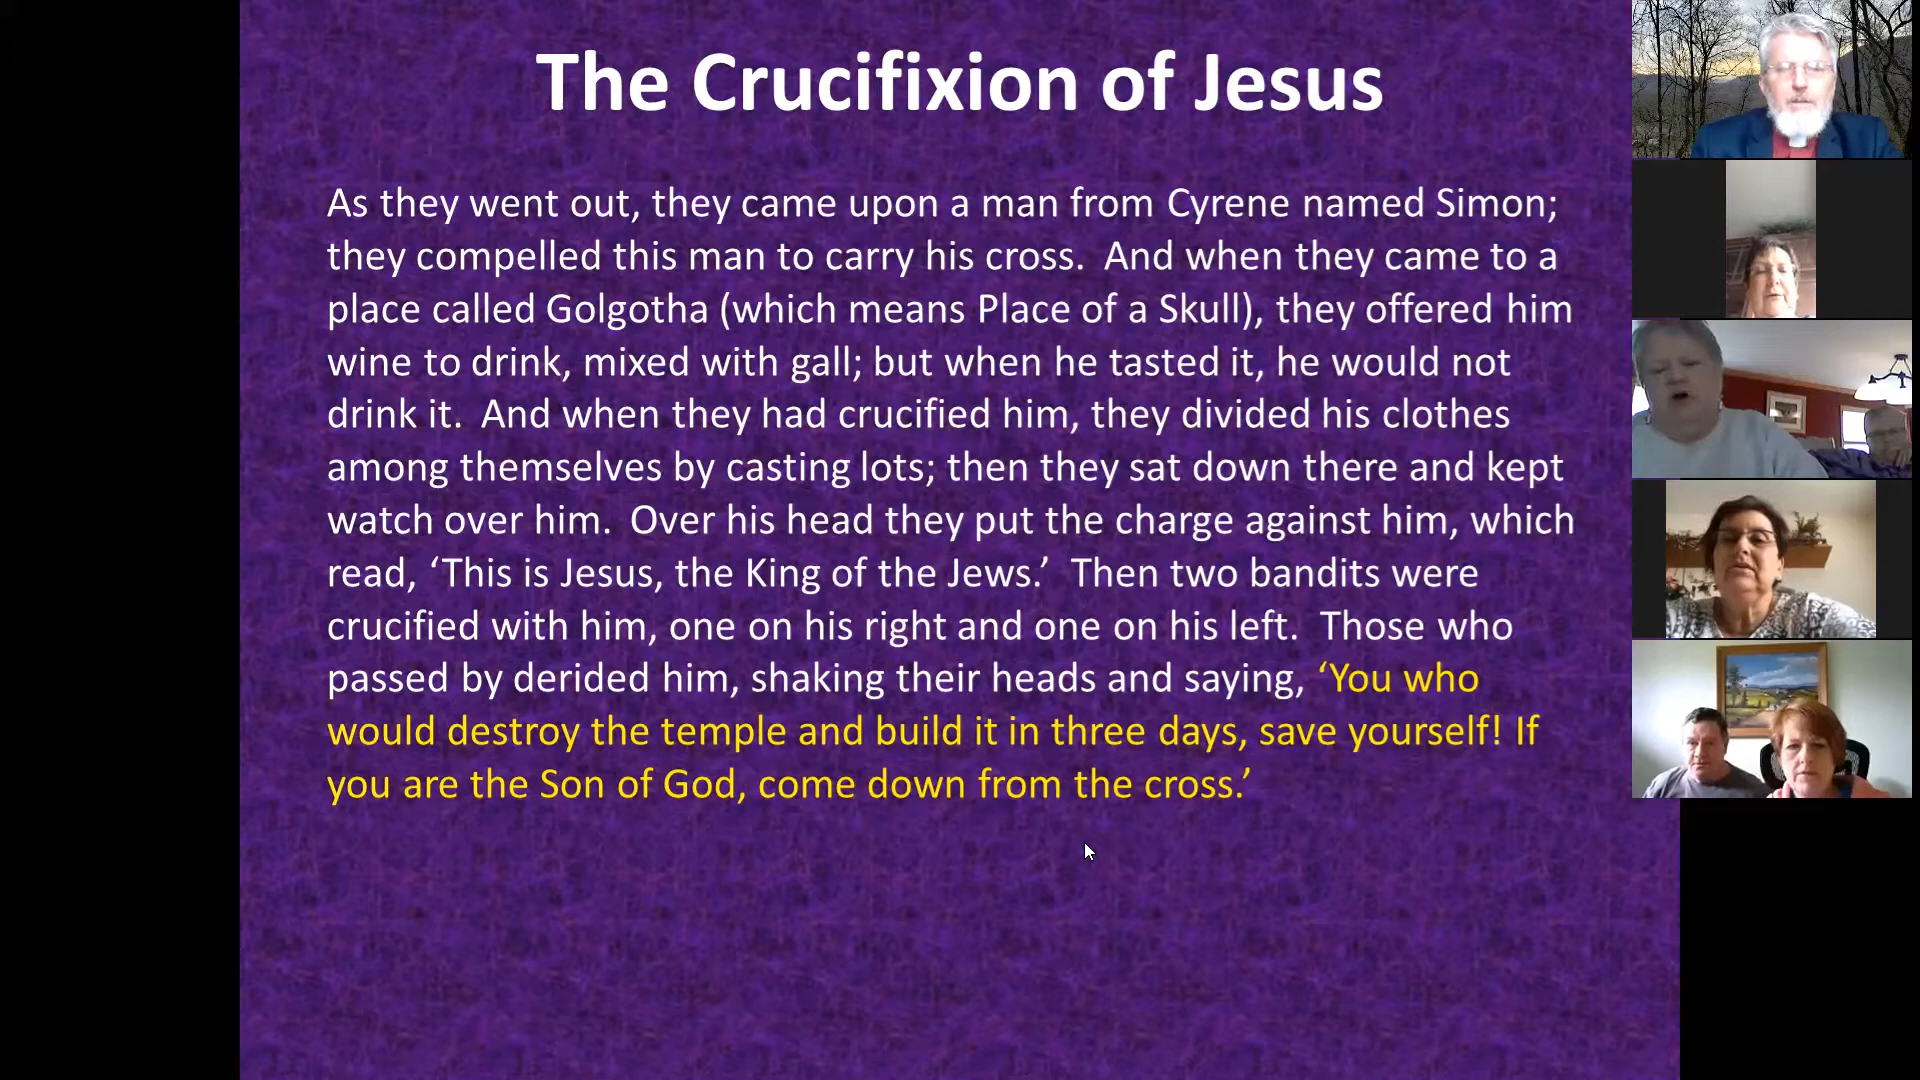 The Crucifixion of Jesus
As they went out, they came upon a man from Cyrene named Simon;
they compelled this man to carry his cross.  And when they came to a
place called Golgotha (which means Place of a Skull), they offered him
wine to drink, mixed with gall; but when he tasted it, he would not
drink it.  And when they had crucified him, they divided his clothes
among themselves by casting lots; then they sat down there and kept
watch over him.  Over his head they put the charge against him, which
read, ‘This is Jesus, the King of the Jews.’  Then two bandits were
crucified with him, one on his right and one on his left.  Those who
passed by derided him, shaking their heads and saying, ‘You who
would destroy the temple and build it in three days, save yourself! If
you are the Son of God, come down from the cross.’